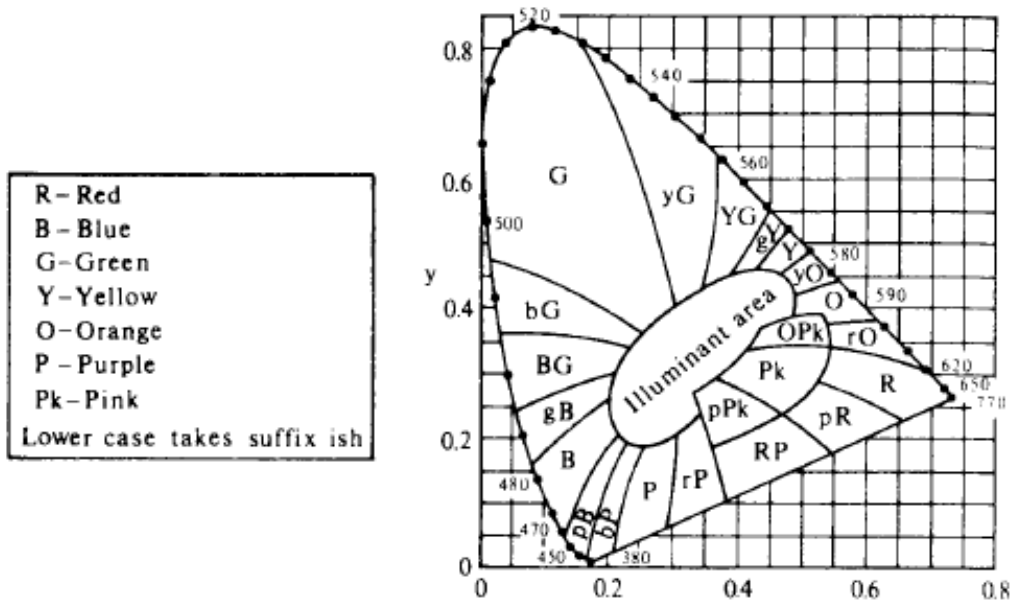 R – Red
B – Blue
G – Green
Y – Yellow
O – Orange
P – Purple
Pk – Pink
Lower case takes suffix ish
y
0.8
0.6
0.4
0.2
0
0
0.2
0.4
0.6
0.8
520
540
560
580
590
620
650
770
500
480
470
450
380
G
yG
YG
gY
Y
yO
O
OPk
rO
bG
BG
gB
B
pB
bP
P
rP
Pk
pPk
RP
pR
R
Illuminant area